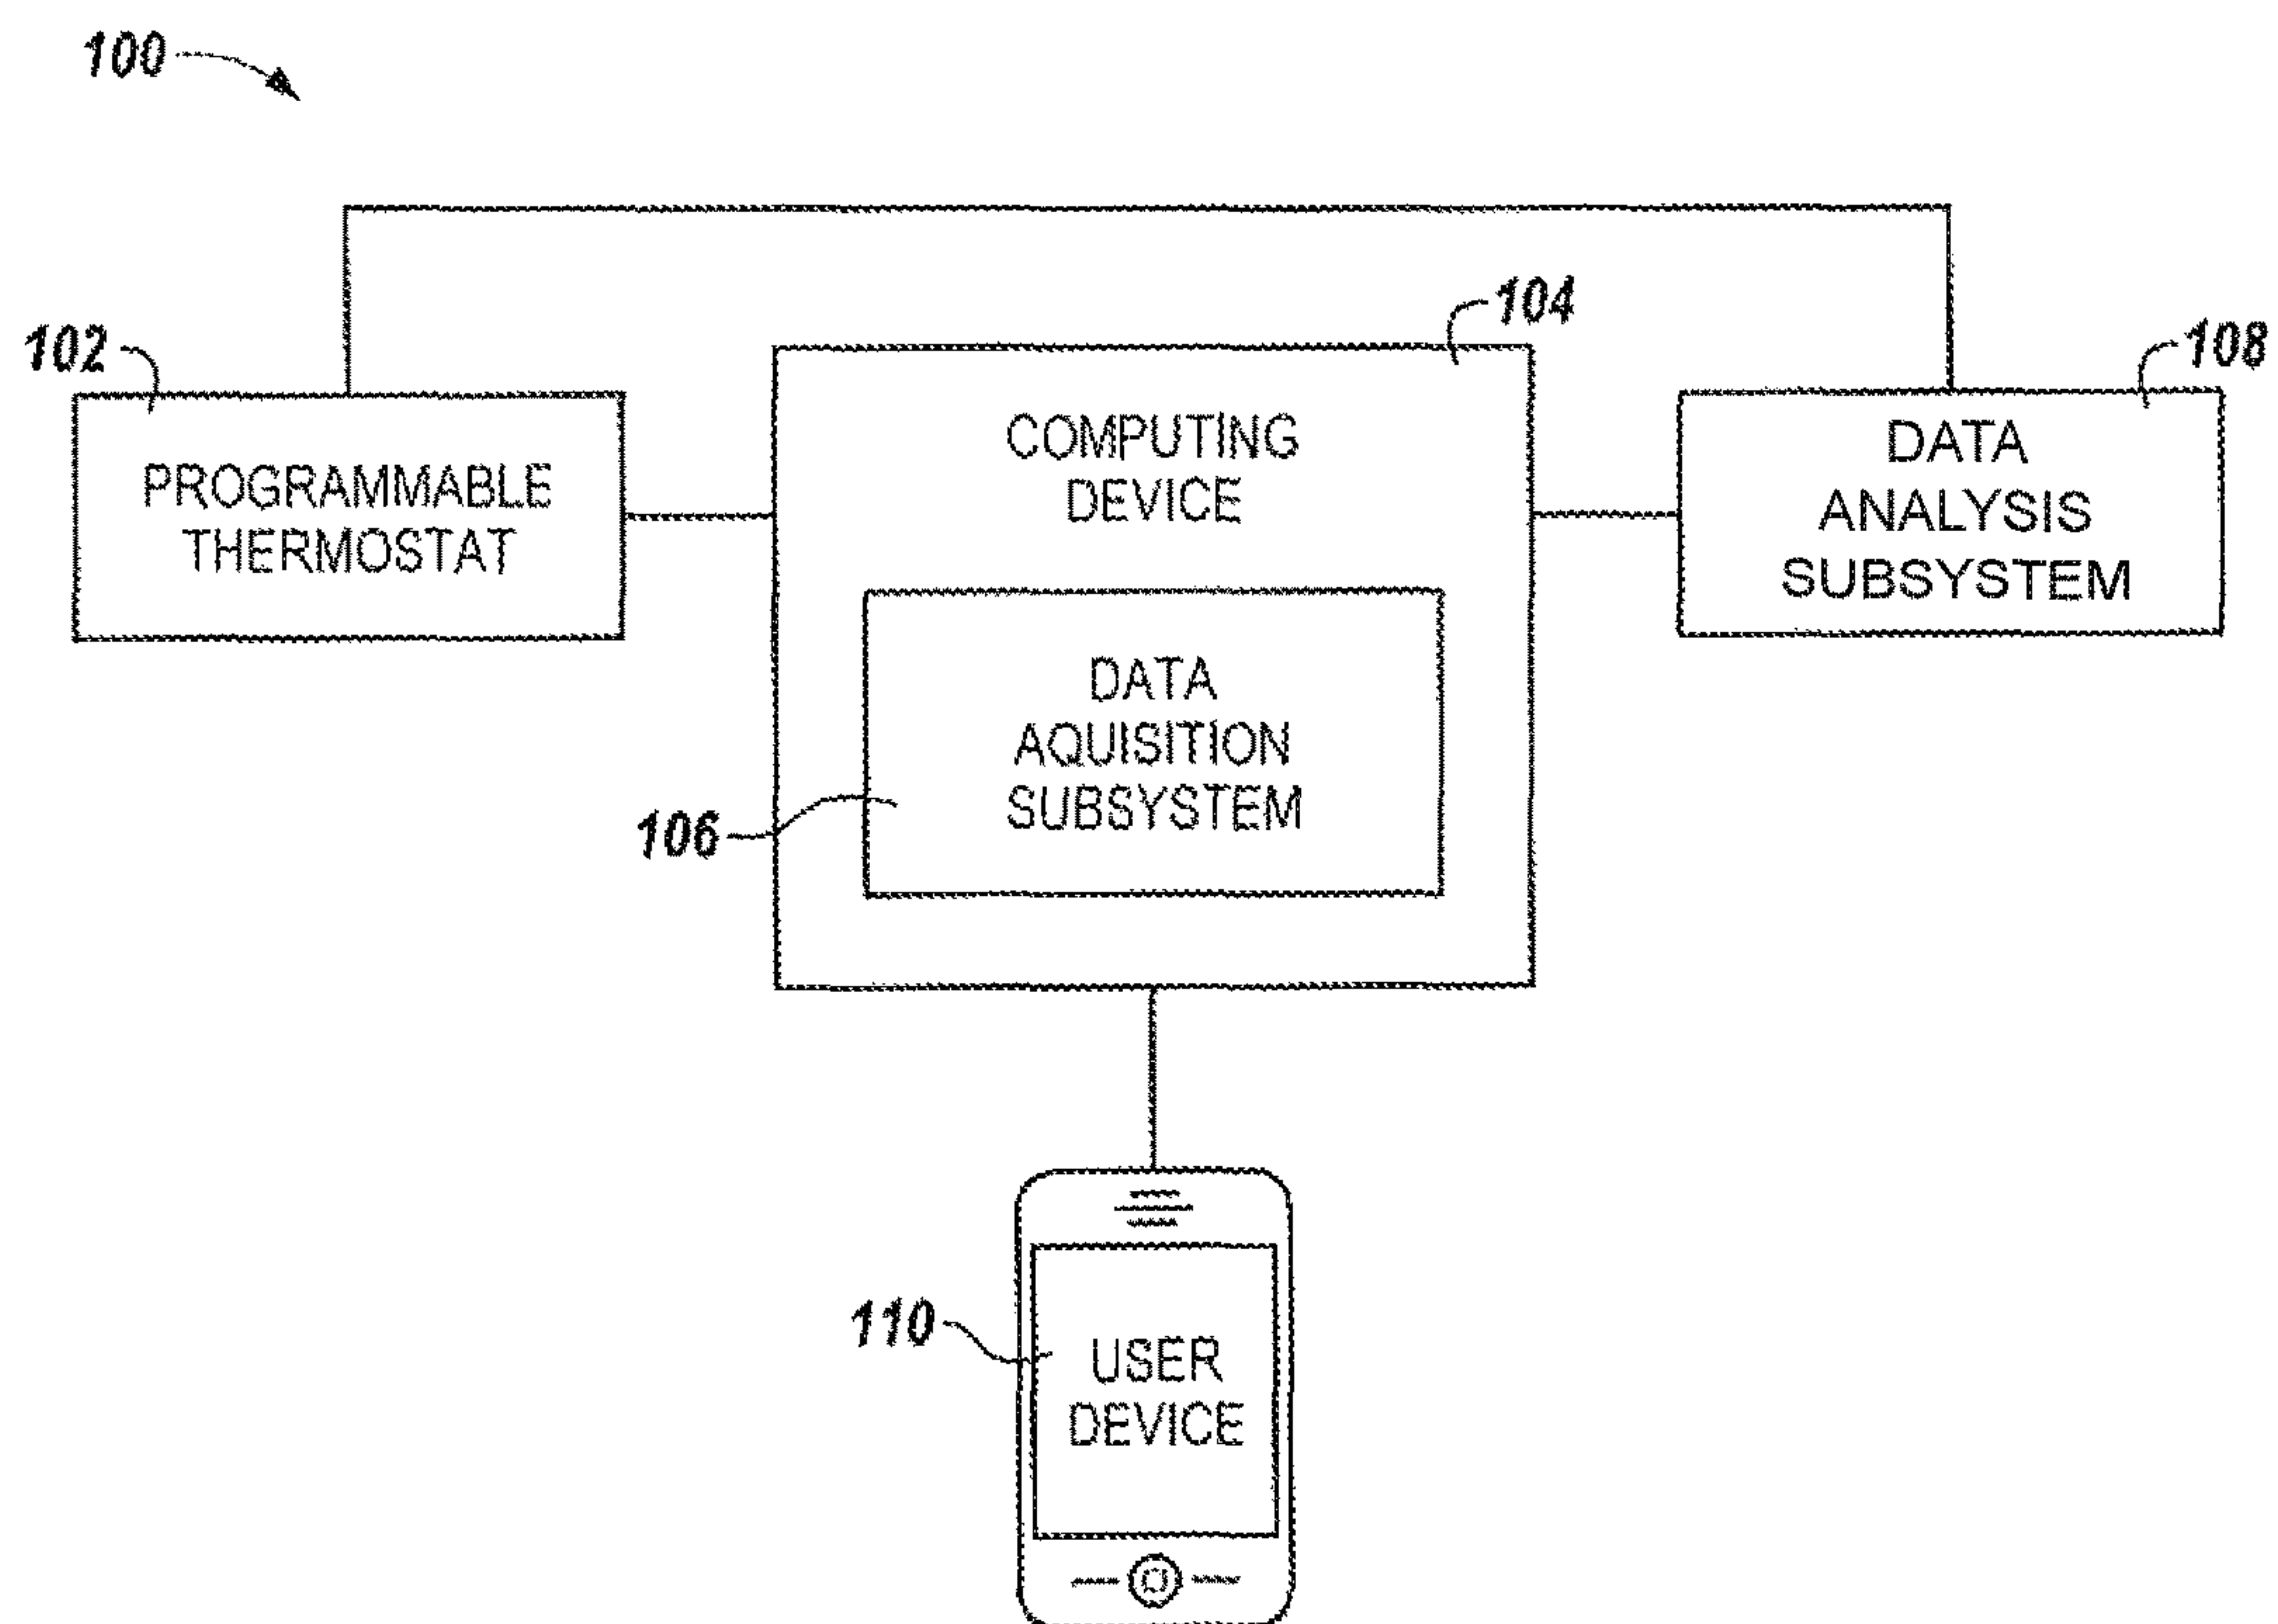 100
102
PROGRAMMABLE
THERMOSTAT
104
COMPUTING
DEVICE
108
DATA
ANALYSIS
SUBSYSTEM
DATA
AQUISITION
SUBSYSTEM
106
110
USER
DEVICE